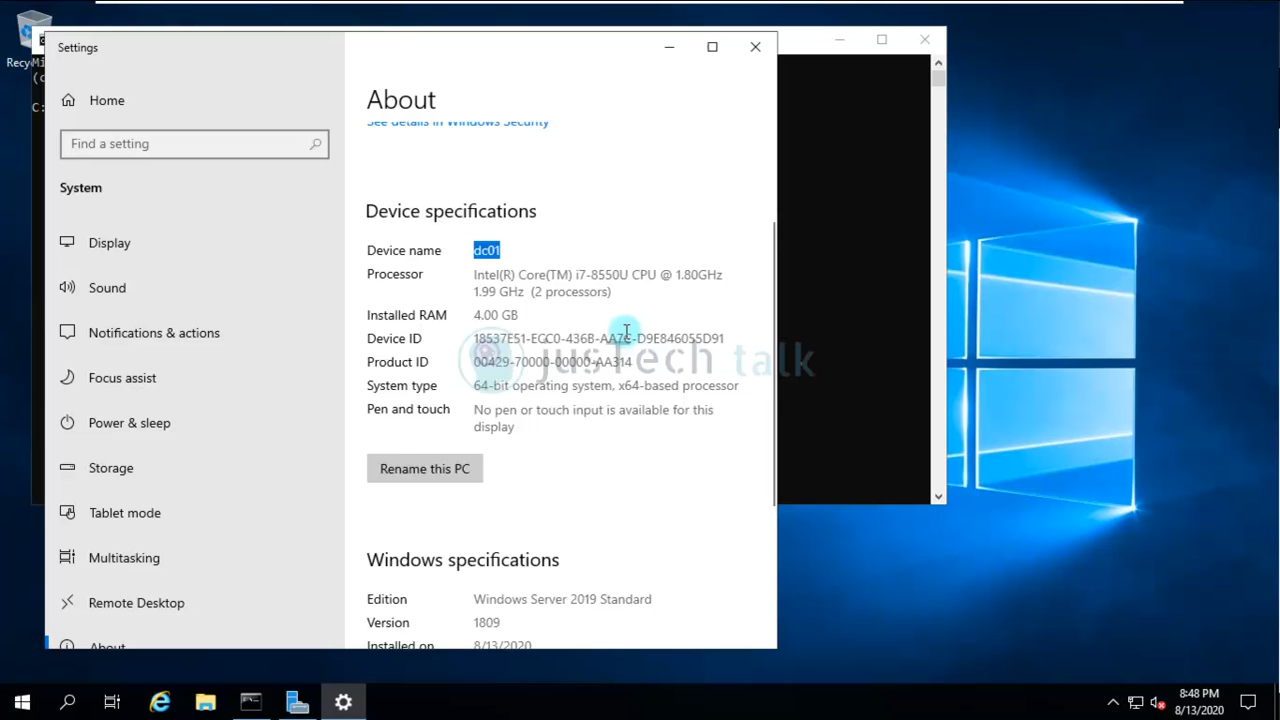 Settings
Home
Find a setting
System
Display
Sound
Notifications & actions
Focus assist
Power & sleep
Storage
Tablet mode
Multitasking
Remote Desktop
About
About
See details in Windows Security
Device specifications
Device name dc01
Processor Intel(R) Core(TM) i7-8550U CPU @ 1.80GHz
1.99 GHz (2 processors)
Installed RAM 4.00 GB
Device ID 18537E51-ECC0-436B-AA7E-D9E846055D91
Product ID 00429-70000-00000-AA314
System type 64-bit operating system, x64-based processor
Pen and touch No pen or touch input is available for this
display
Rename this PC
Windows specifications
Edition Windows Server 2019 Standard
Version 1809
Installed on 8/13/2020
jusTech talk
Mi
(c
C:
8:48 PM
8/13/2020